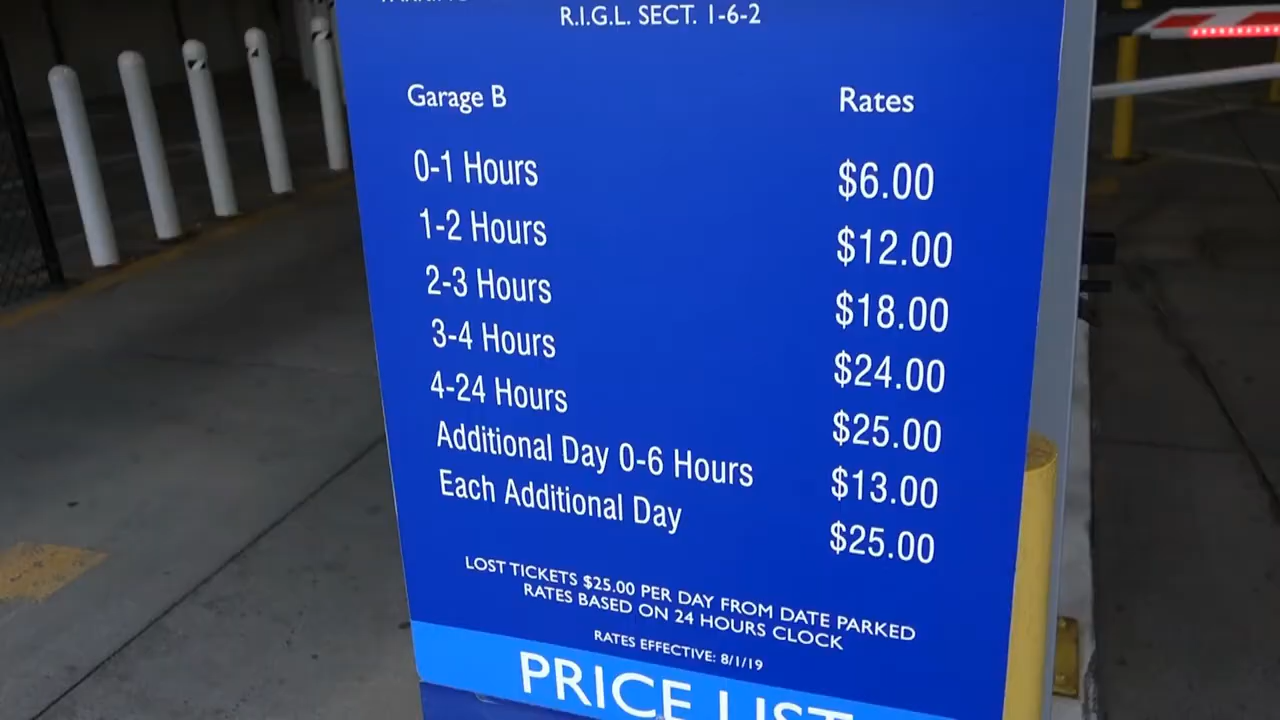 R.I.G.L. SECT. 1-6-2
Garage B Rates
0-1 Hours $6.00
1-2 Hours $12.00
2-3 Hours $18.00
3-4 Hours $24.00
4-24 Hours $25.00
Additional Day 0-6 Hours $13.00
Each Additional Day $25.00
LOST TICKETS $25.00 PER DAY FROM DATE PARKED
RATES BASED ON 24 HOURS CLOCK
RATES EFFECTIVE: 8/1/19
PRICE LIST